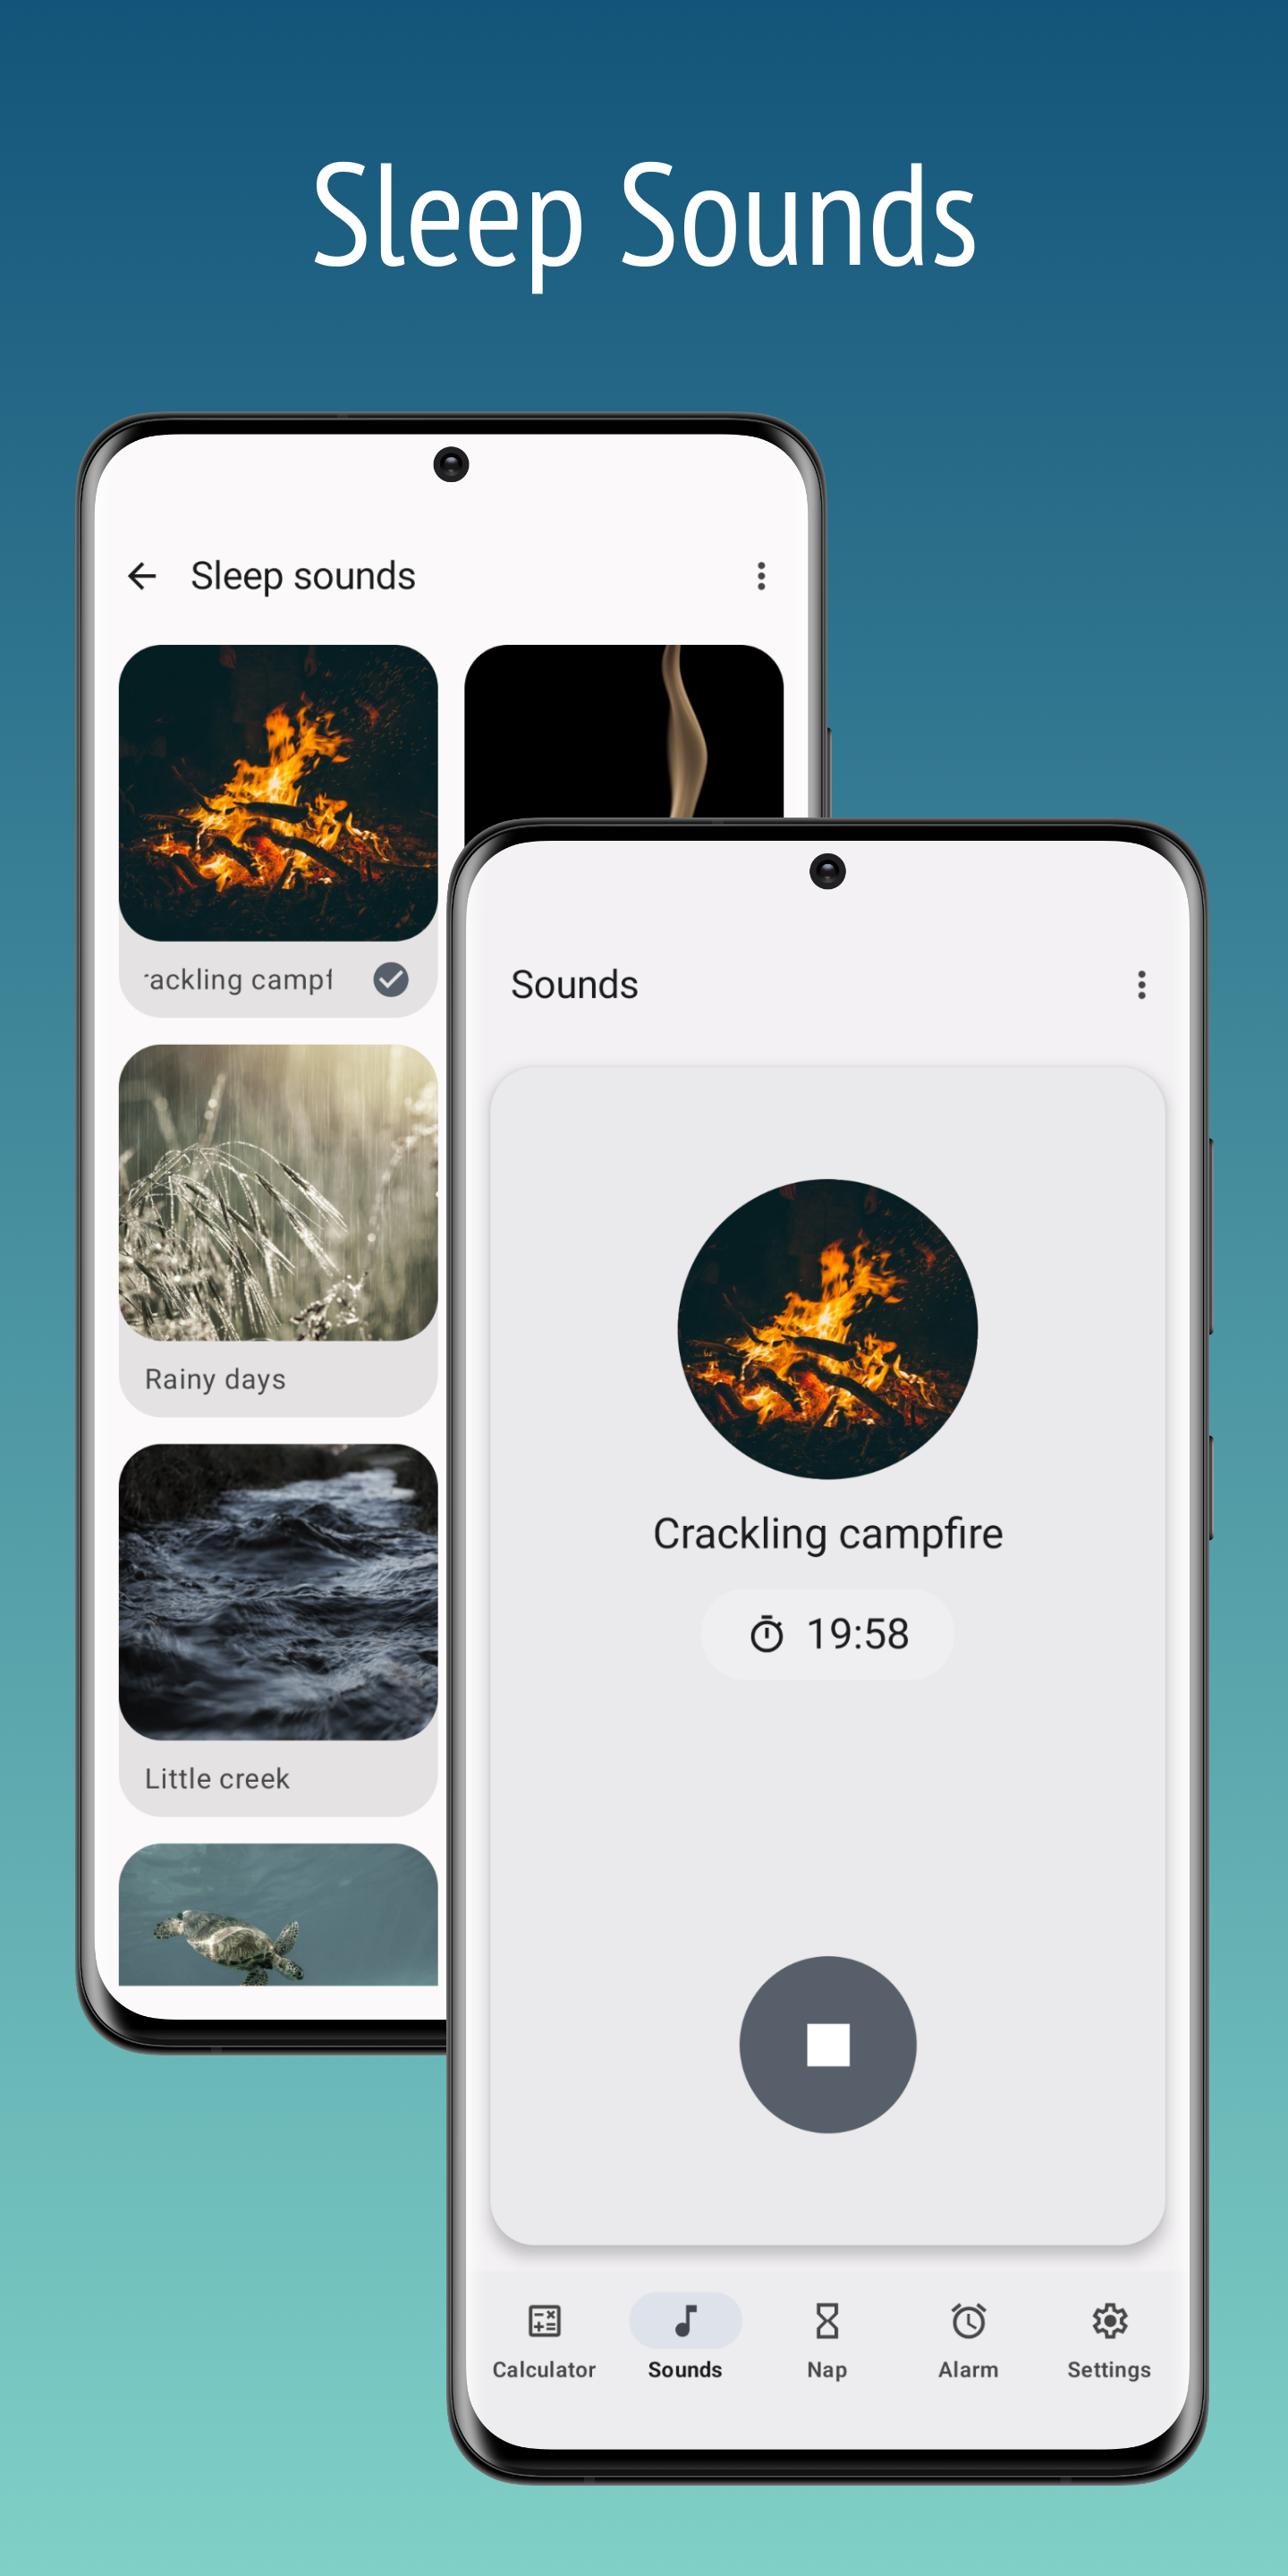 Sleep Sounds
Sleep sounds
rackling campf
Rainy days
Little creek
Sounds
Crackling campfire
19:58
Calculator
Sounds
Nap
Alarm
Settings